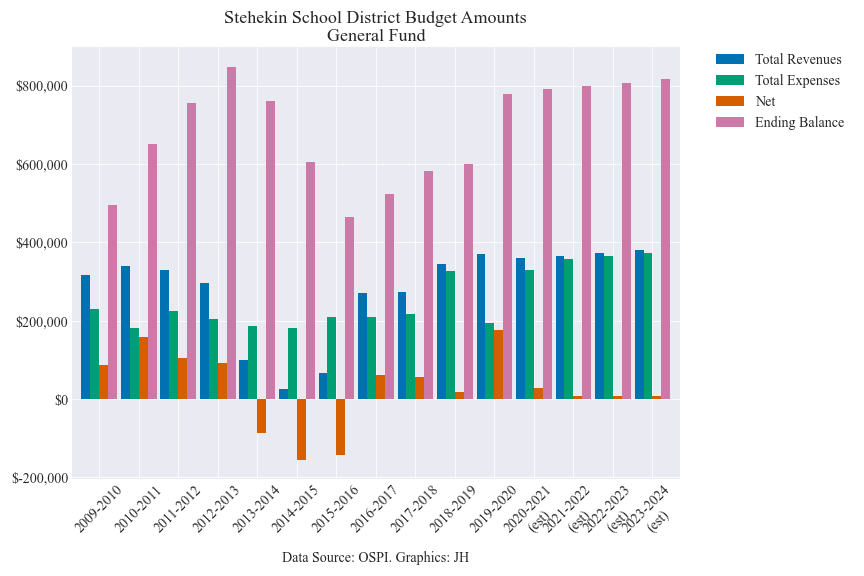 Stehekin School District Budget Amounts
General Fund
Total Revenues
Total Expenses
Net
Ending Balance
$800,000
$600,000
$400,000
$200,000
$0
$-200,000
2009-2010
2010-2011
2011-2012
2012-2013
2013-2014
2014-2015
2015-2016
2016-2017
2017-2018
2018-2019
2019-2020
2020-2021
(est)
2021-2022
(est)
2022-2023
(est)
2023-2024
(est)
Data Source: OSPI. Graphics: JH